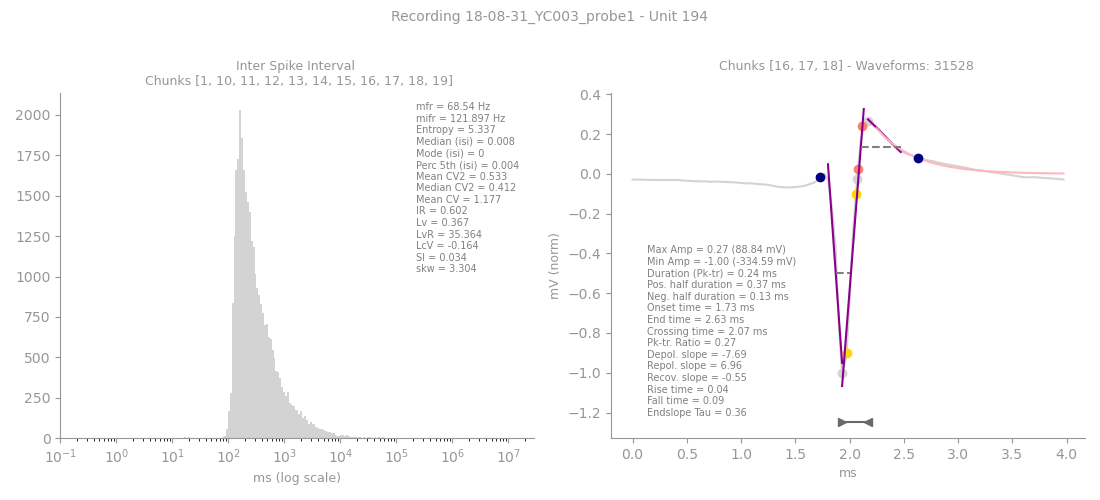 Recording 18-08-31_YC003_probe1 - Unit 194
Inter Spike Interval
Chunks [1, 10, 11, 12, 13, 14, 15, 16, 17, 18, 19]
2000
1750
1500
1250
1000
750
500
250
0
mfr = 68.54 Hz
mifr = 121.897 Hz
Entropy = 5.337
Median (isi) = 0.008
Mode (isi) = 0
Perc 5th (isi) = 0.004
Mean CV2 = 0.533
Median CV2 = 0.412
Mean CV = 1.177
IR = 0.602
Lv = 0.367
LvR = 35.364
LcV = -0.164
SI = 0.034
skw = 3.304
10⁻¹ 10⁰ 10¹ 10² 10³ 10⁴ 10⁵ 10⁶ 10⁷
ms (log scale)
Chunks [16, 17, 18] - Waveforms: 31528
mV (norm)
0.4
0.2
0.0
−0.2
−0.4
−0.6
−0.8
−1.0
−1.2
Max Amp = 0.27 (88.84 mV)
Min Amp = -1.00 (-334.59 mV)
Duration (Pk-tr) = 0.24 ms
Pos. half duration = 0.37 ms
Neg. half duration = 0.13 ms
Onset time = 1.73 ms
End time = 2.63 ms
Crossing time = 2.07 ms
Pk-tr. Ratio = 0.27
Depol. slope = -7.69
Repol. slope = 6.96
Recov. slope = -0.55
Rise time = 0.04
Fall time = 0.09
Endslope Tau = 0.36
0.0 0.5 1.0 1.5 2.0 2.5 3.0 3.5 4.0
ms